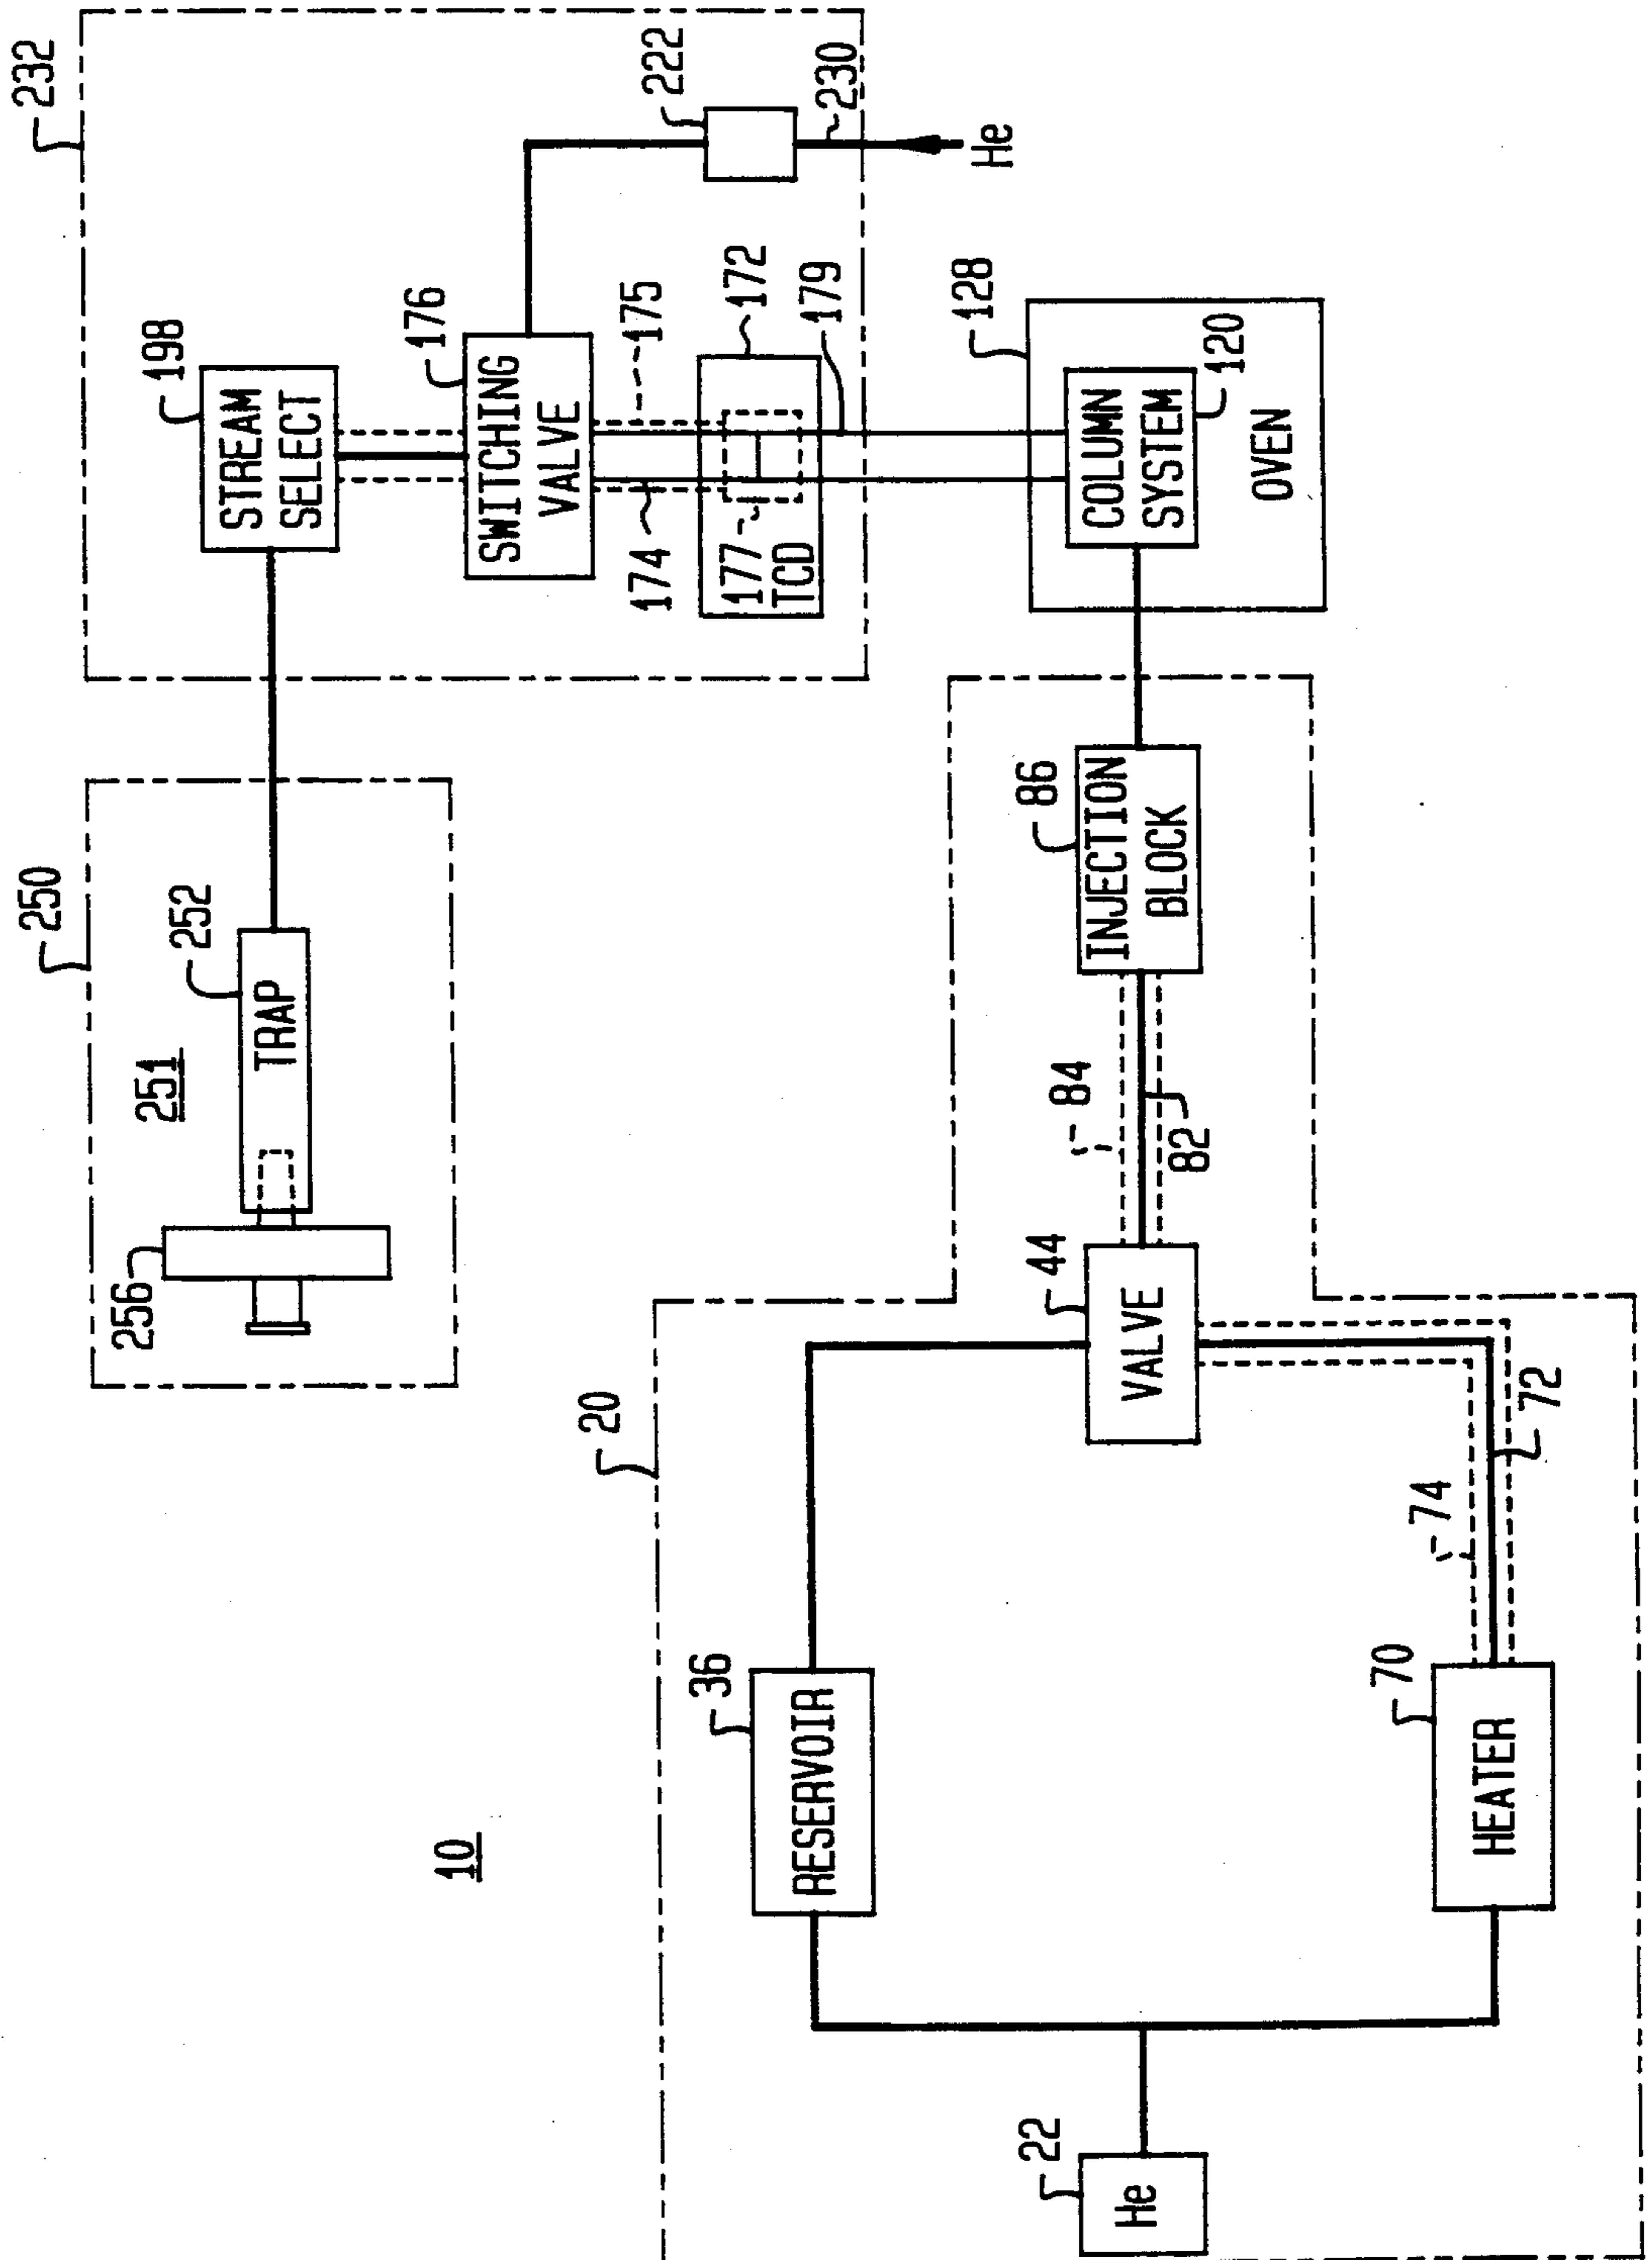 232
198
STREAM
SELECT
176
SWITCHING
VALVE
222
230
He
174
175
177
TCD
172
179
128
COLUMN
SYSTEM
120
OVEN
250
251
252
TRAP
256
86
INJECTION
BLOCK
84
82
20
44
VALVE
10
36
RESERVOIR
74
72
70
HEATER
22
He